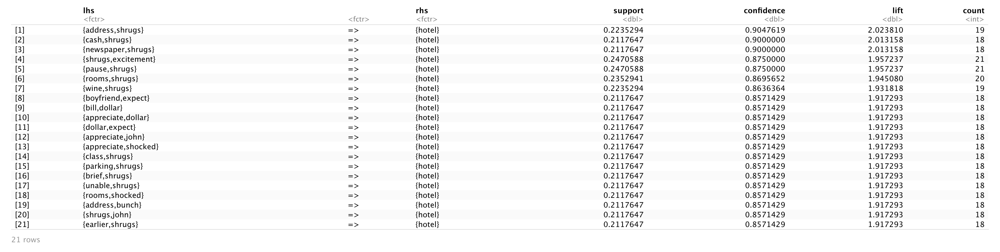 lhs rhs support confidence lift count
<fctr> <fctr> <fctr> <dbl> <dbl> <dbl> <int>
[1] {address,shrugs} => {hotel} 0.2235294 0.9047619 2.023810 19
[2] {cash,shrugs} => {hotel} 0.2117647 0.9000000 2.013158 18
[3] {newspaper,shrugs} => {hotel} 0.2117647 0.9000000 2.013158 18
[4] {shrugs,excitement} => {hotel} 0.2470588 0.8750000 1.957237 21
[5] {pause,shrugs} => {hotel} 0.2470588 0.8750000 1.957237 21
[6] {rooms,shrugs} => {hotel} 0.2352941 0.8695652 1.945080 20
[7] {wine,shrugs} => {hotel} 0.2235294 0.8636364 1.931818 19
[8] {boyfriend,expect} => {hotel} 0.2117647 0.8571429 1.917293 18
[9] {bill,dollar} => {hotel} 0.2117647 0.8571429 1.917293 18
[10] {appreciate,dollar} => {hotel} 0.2117647 0.8571429 1.917293 18
[11] {dollar,expect} => {hotel} 0.2117647 0.8571429 1.917293 18
[12] {appreciate,john} => {hotel} 0.2117647 0.8571429 1.917293 18
[13] {appreciate,shocked} => {hotel} 0.2117647 0.8571429 1.917293 18
[14] {class,shrugs} => {hotel} 0.2117647 0.8571429 1.917293 18
[15] {parking,shrugs} => {hotel} 0.2117647 0.8571429 1.917293 18
[16] {brief,shrugs} => {hotel} 0.2117647 0.8571429 1.917293 18
[17] {unable,shrugs} => {hotel} 0.2117647 0.8571429 1.917293 18
[18] {rooms,shocked} => {hotel} 0.2117647 0.8571429 1.917293 18
[19] {address,bunch} => {hotel} 0.2117647 0.8571429 1.917293 18
[20] {shrugs,john} => {hotel} 0.2117647 0.8571429 1.917293 18
[21] {earlier,shrugs} => {hotel} 0.2117647 0.8571429 1.917293 18
21 rows